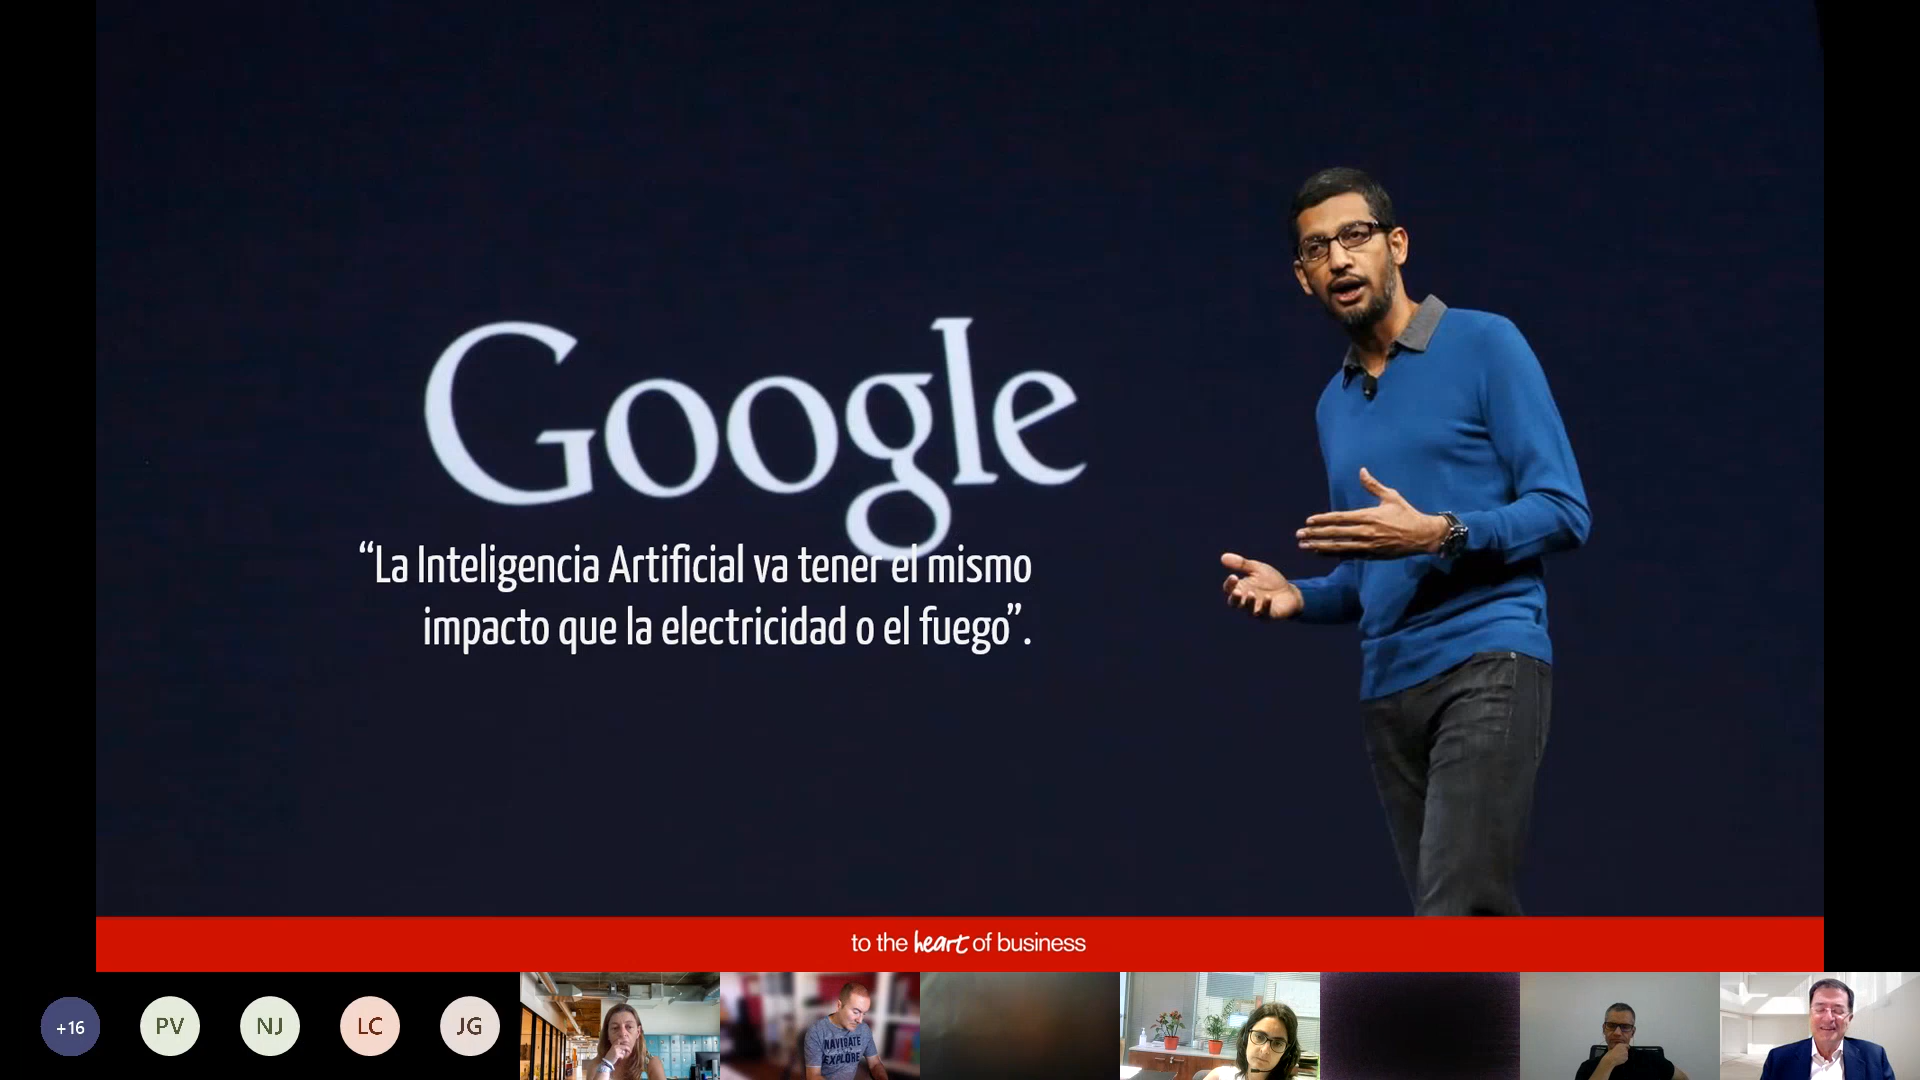 Google
“La Inteligencia Artificial va tener el mismo
impacto que la electricidad o el fuego”.
to the heart of business
+16
PV
NJ
LC
JG
NAVIGATE
EXPLORE